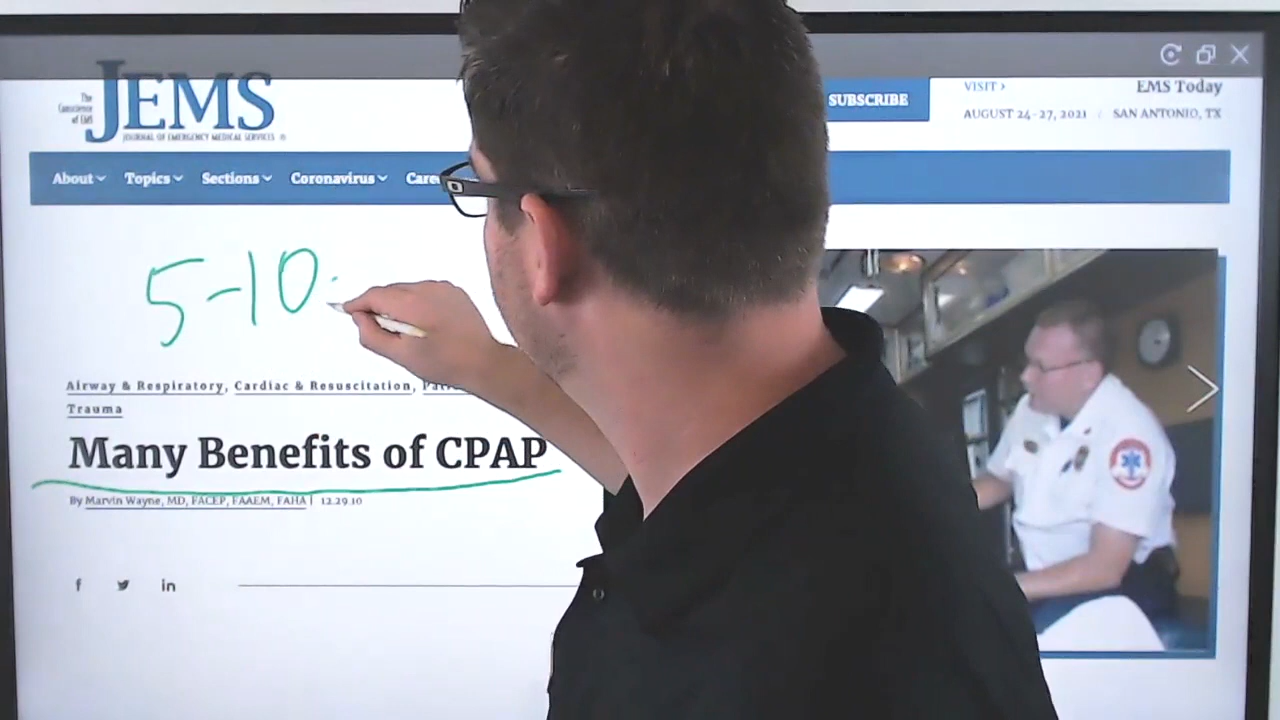 The
Conscience
of EMS
JEMS
JOURNAL OF EMERGENCY MEDICAL SERVICES ®
SUBSCRIBE
VISIT ›
EMS Today
AUGUST 24-27, 2021 / SAN ANTONIO, TX
About Topics Sections Coronavirus
5-10
Airway & Respiratory, Cardiac & Resuscitation,
Trauma
Many Benefits of CPAP
By Marvin Wayne, MD, FACEP, FAAEM, FAHA | 12.29.10